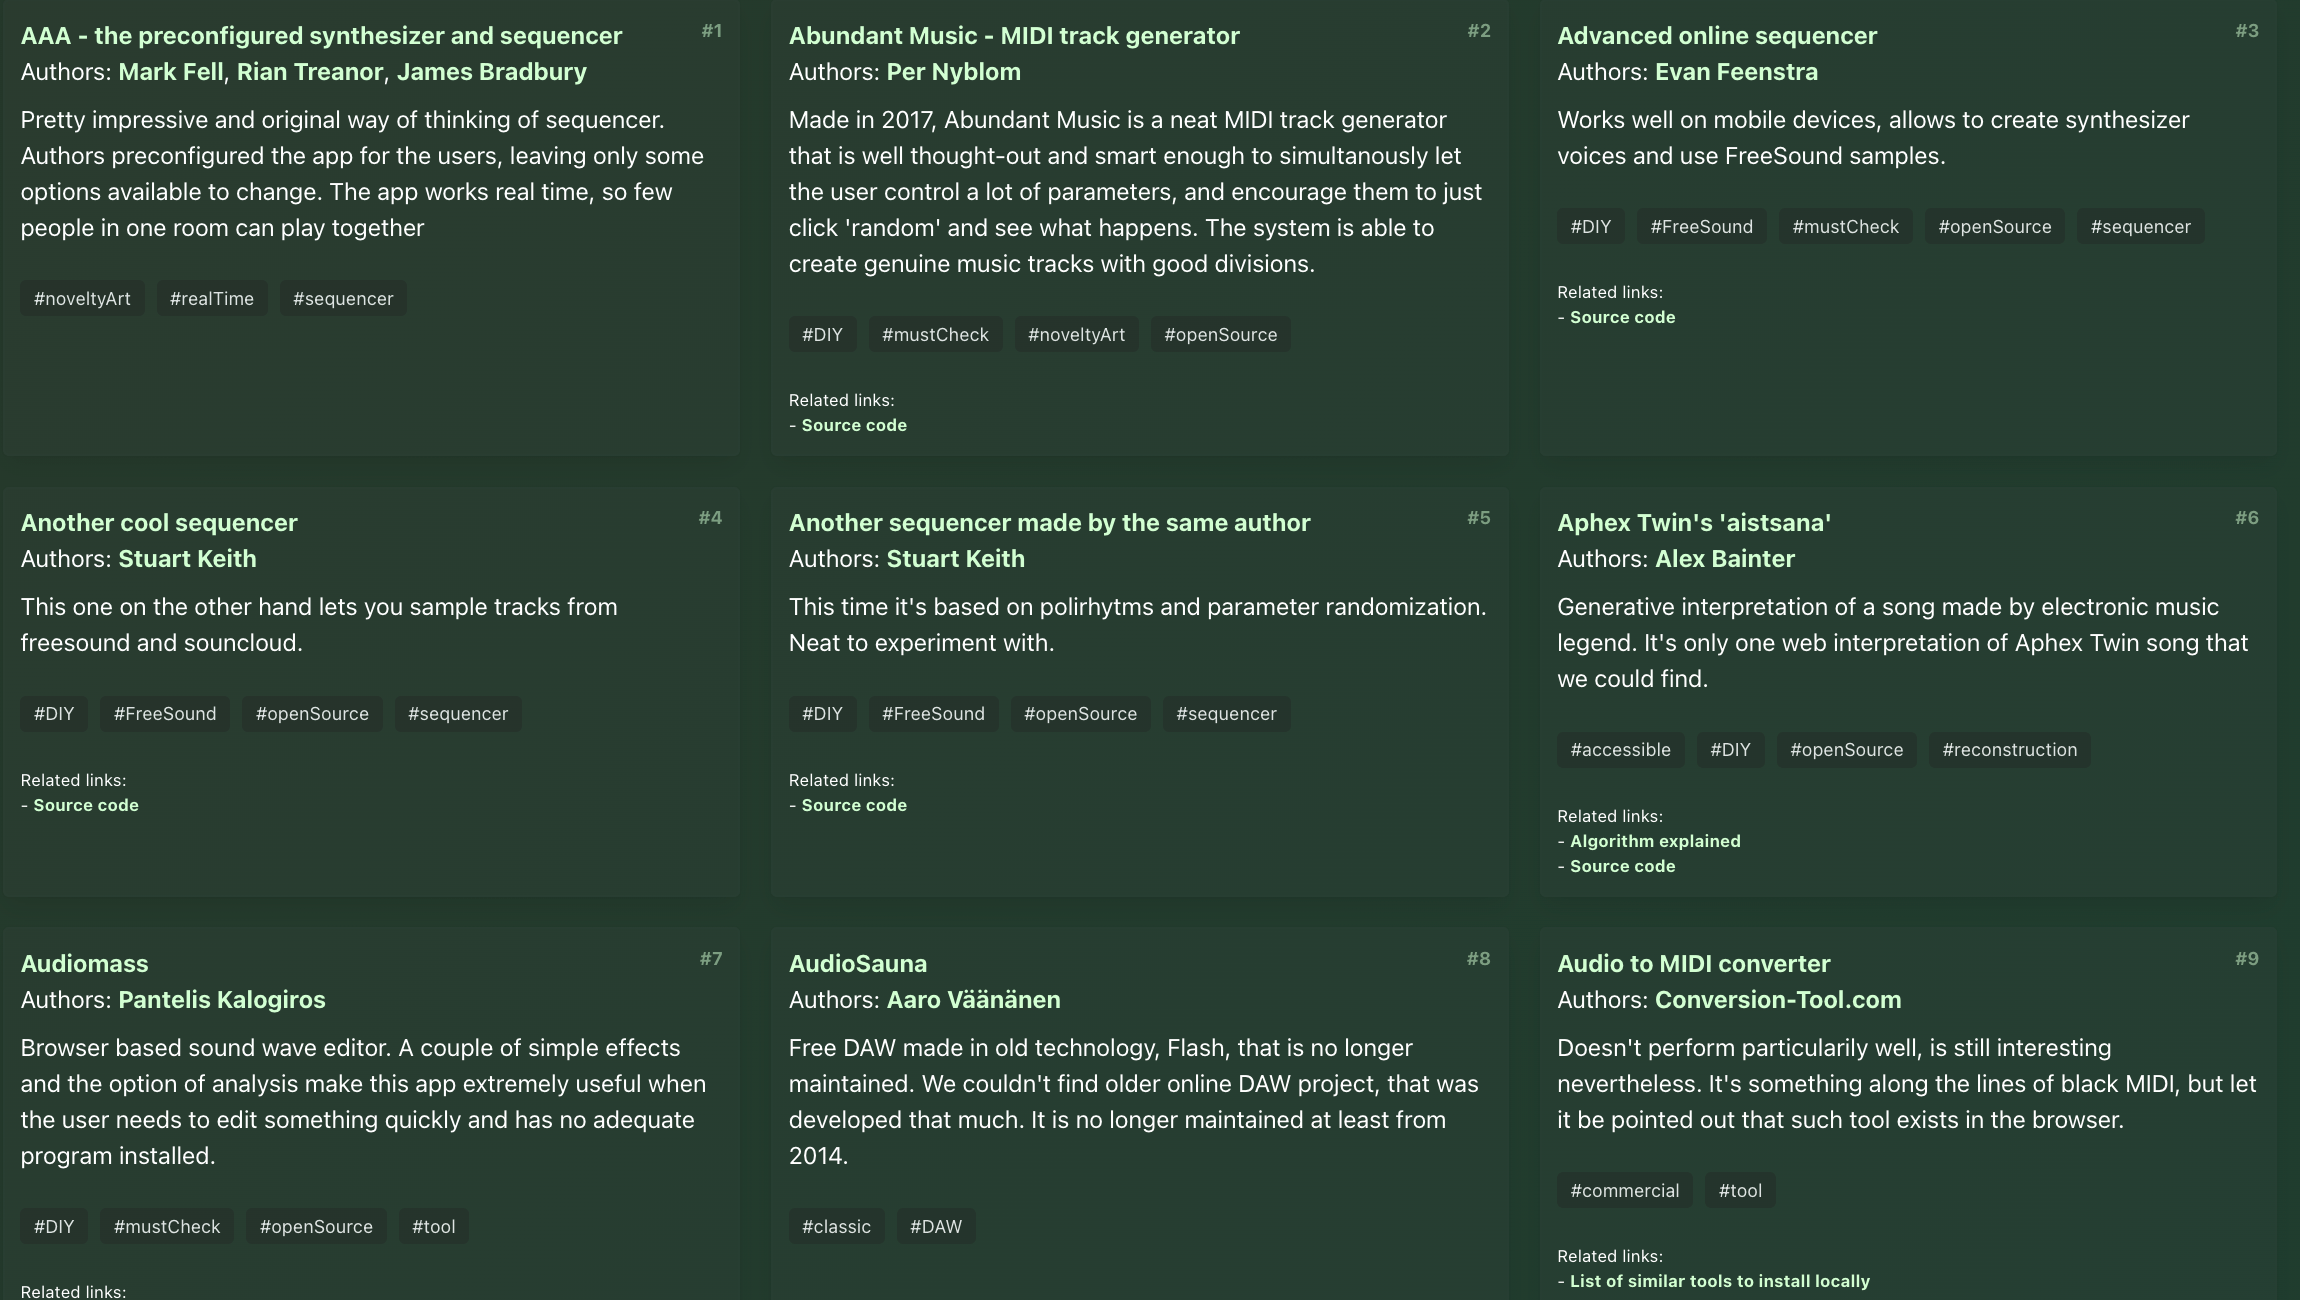 AAA - the preconfigured synthesizer and sequencer
#1
Authors: Mark Fell, Rian Treanor, James Bradbury
Pretty impressive and original way of thinking of sequencer.
Authors preconfigured the app for the users, leaving only some
options available to change. The app works real time, so few
people in one room can play together
#noveltyArt #realTime #sequencer
Abundant Music - MIDI track generator
#2
Authors: Per Nyblom
Made in 2017, Abundant Music is a neat MIDI track generator
that is well thought-out and smart enough to simultanously let
the user control a lot of parameters, and encourage them to just
click 'random' and see what happens. The system is able to
create genuine music tracks with good divisions.
#DIY #mustCheck #noveltyArt #openSource
Related links:
- Source code
Advanced online sequencer
#3
Authors: Evan Feenstra
Works well on mobile devices, allows to create synthesizer
voices and use FreeSound samples.
#DIY #FreeSound #mustCheck #openSource #sequencer
Related links:
- Source code
Another cool sequencer
#4
Authors: Stuart Keith
This one on the other hand lets you sample tracks from
freesound and souncloud.
#DIY #FreeSound #openSource #sequencer
Related links:
- Source code
Another sequencer made by the same author
#5
Authors: Stuart Keith
This time it's based on polirhytms and parameter randomization.
Neat to experiment with.
#DIY #FreeSound #openSource #sequencer
Related links:
- Source code
Aphex Twin's 'aistsana'
#6
Authors: Alex Bainter
Generative interpretation of a song made by electronic music
legend. It's only one web interpretation of Aphex Twin song that
we could find.
#accessible #DIY #openSource #reconstruction
Related links:
- Algorithm explained
- Source code
Audiomass
#7
Authors: Pantelis Kalogiros
Browser based sound wave editor. A couple of simple effects
and the option of analysis make this app extremely useful when
the user needs to edit something quickly and has no adequate
program installed.
#DIY #mustCheck #openSource #tool
Related links:
AudioSauna
#8
Authors: Aaro Väänänen
Free DAW made in old technology, Flash, that is no longer
maintained. We couldn't find older online DAW project, that was
developed that much. It is no longer maintained at least from
2014.
#classic #DAW
Audio to MIDI converter
#9
Authors: Conversion-Tool.com
Doesn't perform particularily well, is still interesting
nevertheless. It's something along the lines of black MIDI, but let
it be pointed out that such tool exists in the browser.
#commercial #tool
Related links:
- List of similar tools to install locally